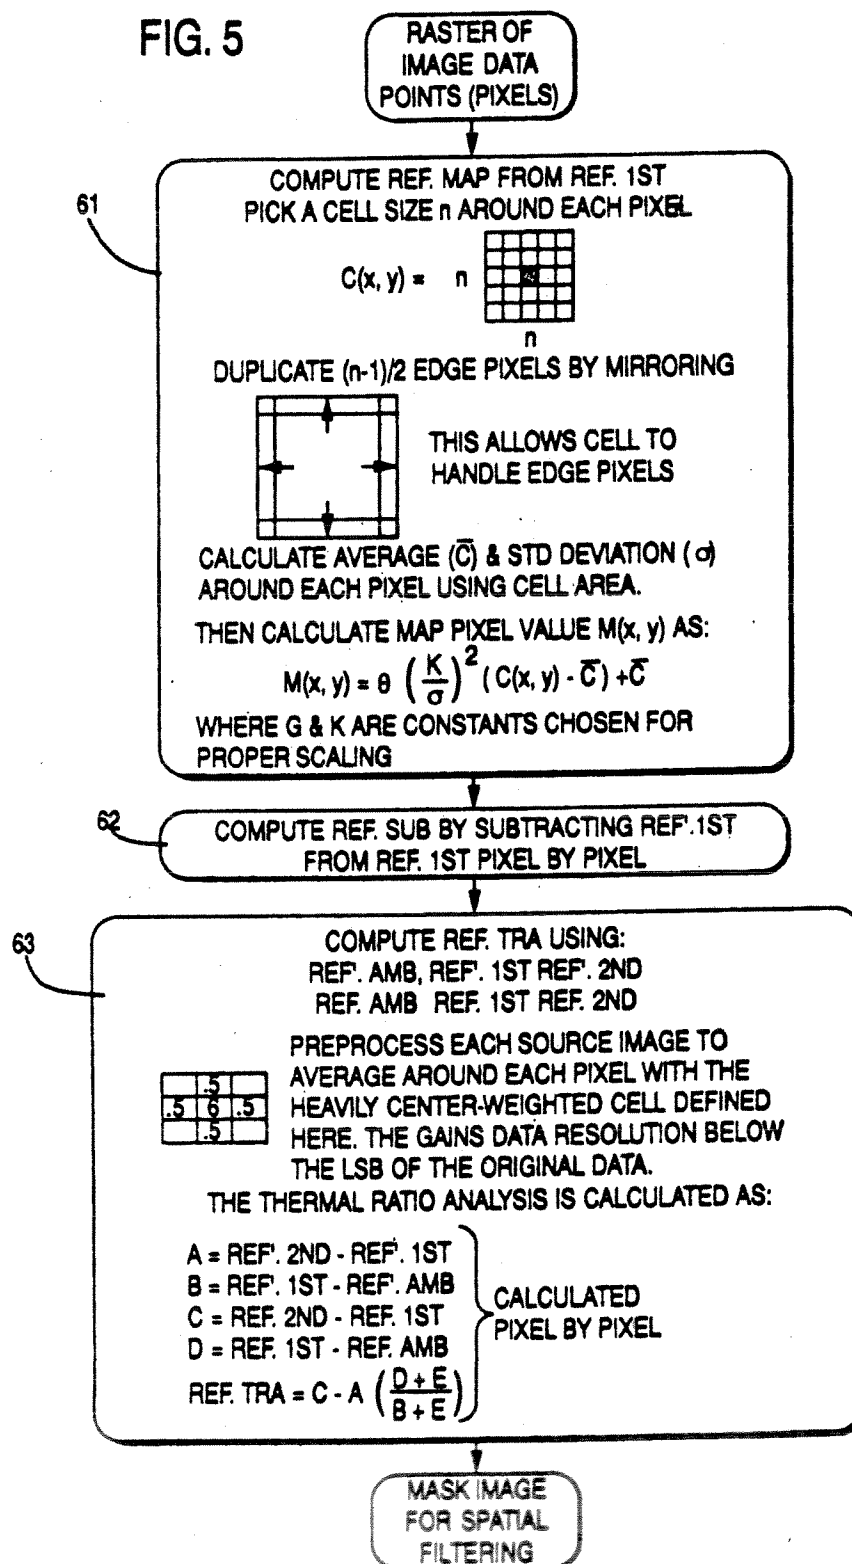 FIG. 5
RASTER OF
IMAGE DATA
POINTS (PIXELS)
61
COMPUTE REF. MAP FROM REF. 1ST
PICK A CELL SIZE n AROUND EACH PIXEL
C(x, y) = n
n
DUPLICATE (n-1)/2 EDGE PIXELS BY MIRRORING
THIS ALLOWS CELL TO
HANDLE EDGE PIXELS
CALCULATE AVERAGE (C̅) & STD DEVIATION (σ)
AROUND EACH PIXEL USING CELL AREA.
THEN CALCULATE MAP PIXEL VALUE M(x, y) AS:
M(x, y) = θ (K/σ)² (C(x, y) - C̅) + C̅
WHERE G & K ARE CONSTANTS CHOSEN FOR
PROPER SCALING
62
COMPUTE REF. SUB BY SUBTRACTING REF'.1ST
FROM REF. 1ST PIXEL BY PIXEL
63
COMPUTE REF. TRA USING:
REF'. AMB, REF'. 1ST REF'. 2ND
REF. AMB REF. 1ST REF. 2ND
PREPROCESS EACH SOURCE IMAGE TO
AVERAGE AROUND EACH PIXEL WITH THE
HEAVILY CENTER-WEIGHTED CELL DEFINED
HERE. THE GAINS DATA RESOLUTION BELOW
THE LSB OF THE ORIGINAL DATA.
.5
.5 6 .5
.5
THE THERMAL RATIO ANALYSIS IS CALCULATED AS:
A = REF'. 2ND - REF'. 1ST
B = REF'. 1ST - REF'. AMB
C = REF. 2ND - REF. 1ST
D = REF. 1ST - REF. AMB
REF. TRA = C - A (D + E / B + E)
CALCULATED
PIXEL BY PIXEL
MASK IMAGE
FOR SPATIAL
FILTERING